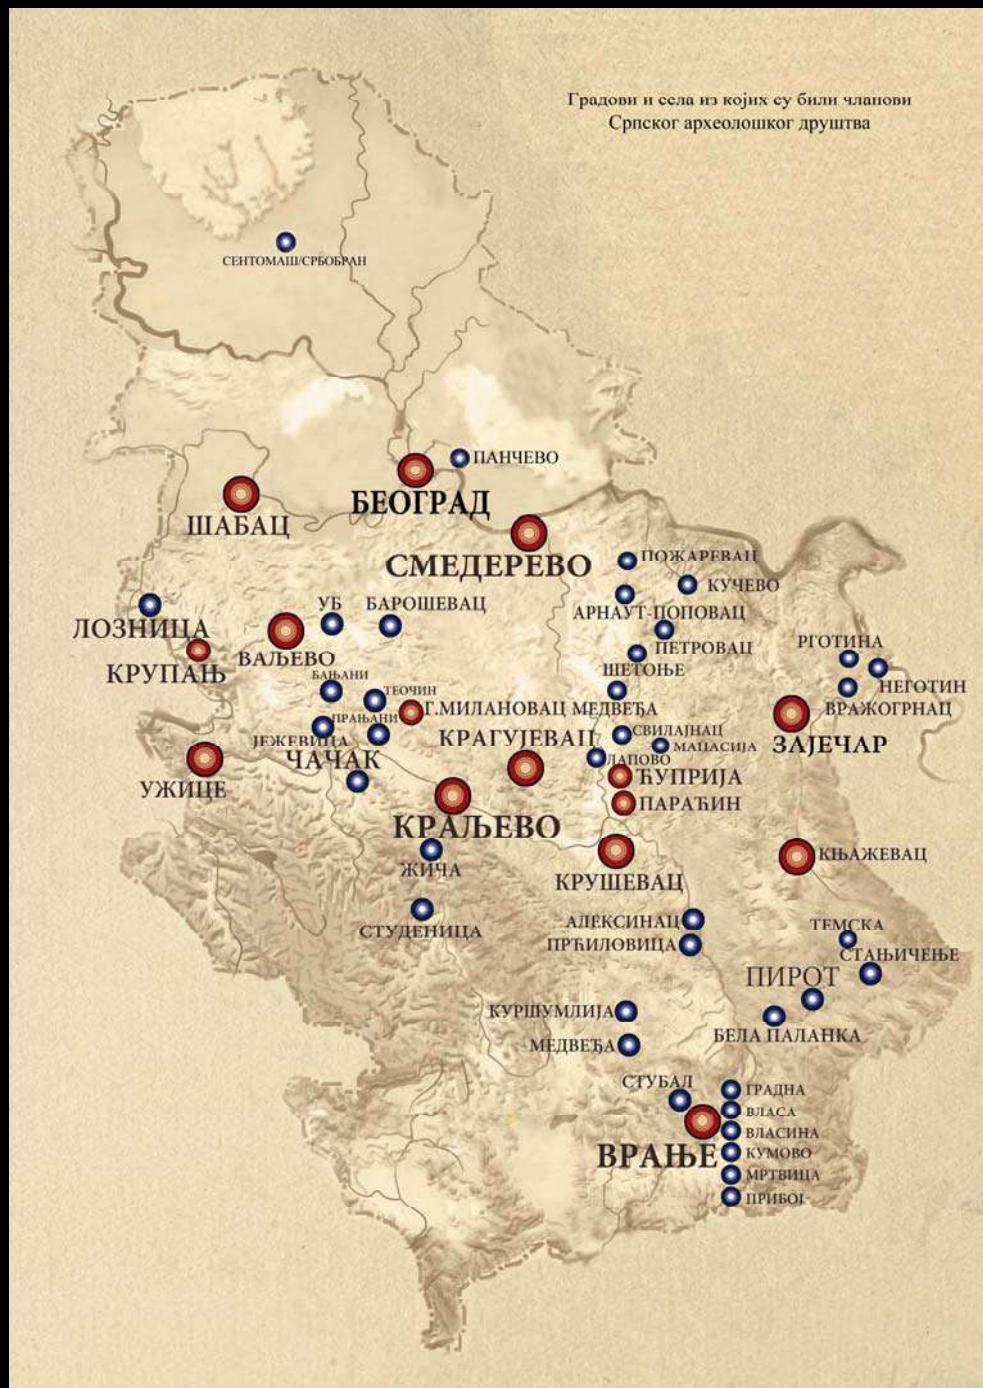 Градови и села из којих су били чланови
Српског археолошког друштва
СЕНТОМАШ/СРБОБРАН
ПАНЧЕВО
БЕОГРАД
ШАБАЦ
СМЕДЕРЕВО
ПОЖАРЕВАЦ
КУЧЕВО
УБ
БАРОШЕВАЦ
АРНАУТ-ПОПОВАЦ
ЛОЗНИЦА
ПЕТРОВАЦ
РГОТИНА
ВАЉЕВО
КРУПАЊ
ШЕТОЊЕ
БАЊАНИ
ТЕОЧИН
НЕГОТИН
Г.МИЛАНОВАЦ
МЕДВЕЂА
ВРАЖОГРНАЦ
ПРАЊАНИ
СВИЛАЈНАЦ
ЈЕЖЕВИЦА
КРАГУЈЕВАЦ
МАНАСИЈА
ЗАЈЕЧАР
ЧАЧАК
ЛАПОВО
ЋУПРИЈА
УЖИЦЕ
ПАРАЋИН
КРАЉЕВО
КЊАЖЕВАЦ
ЖИЧА
КРУШЕВАЦ
АЛЕКСИНАЦ
ТЕМСКА
СТУДЕНИЦА
ПРЋИЛОВИЦА
СТАЊИЧЕЊЕ
ПИРОТ
КУРШУМЛИЈА
БЕЛА ПАЛАНКА
МЕДВЕЂА
СТУБАЛ
ГРАДНА
ВЛАСА
ВЛАСИНА
ВРАЊЕ
КУМОВО
МРТВИЦА
ПРИБОЈ